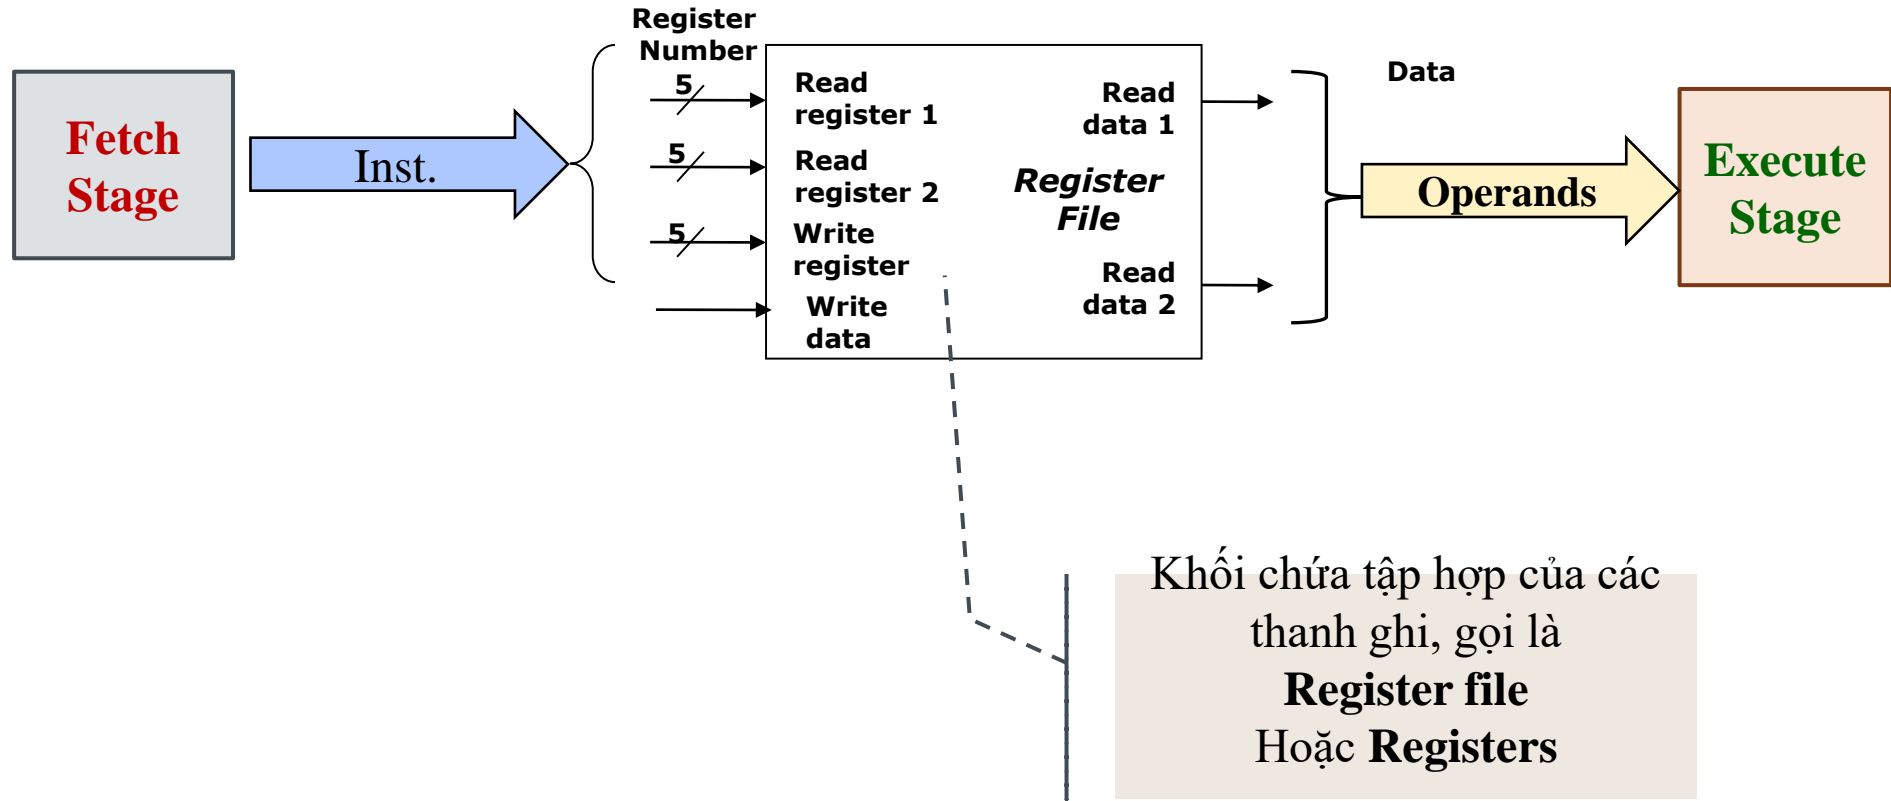 Fetch
Stage
Inst.
Register
Number
5
5
5
Read
register 1
Read
register 2
Write
register
Write
data
Register
File
Read
data 1
Read
data 2
Data
Operands
Execute
Stage
Khối chứa tập hợp của các
thanh ghi, gọi là
Register file
Hoặc Registers